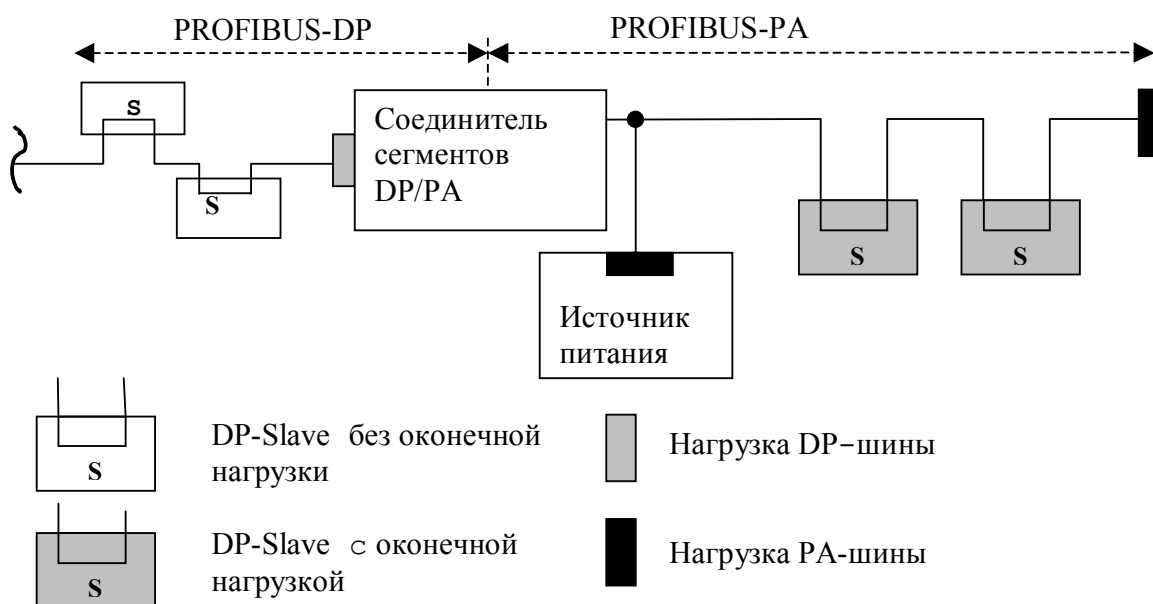 PROFIBUS-DP
PROFIBUS-PA
S
S
Соединитель
сегментов
DP/PA
S
S
Источник
питания
S
DP-Slave без оконечной
нагрузки
Нагрузка DP-шины
S
DP-Slave с оконечной
нагрузкой
Нагрузка PA-шины